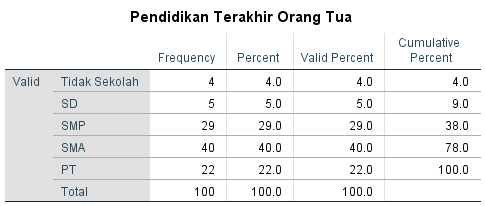 Pendidikan Terakhir Orang Tua
Frequency Percent Valid Percent Cumulative Percent
Valid Tidak Sekolah 4 4.0 4.0 4.0
SD 5 5.0 5.0 9.0
SMP 29 29.0 29.0 38.0
SMA 40 40.0 40.0 78.0
PT 22 22.0 22.0 100.0
Total 100 100.0 100.0